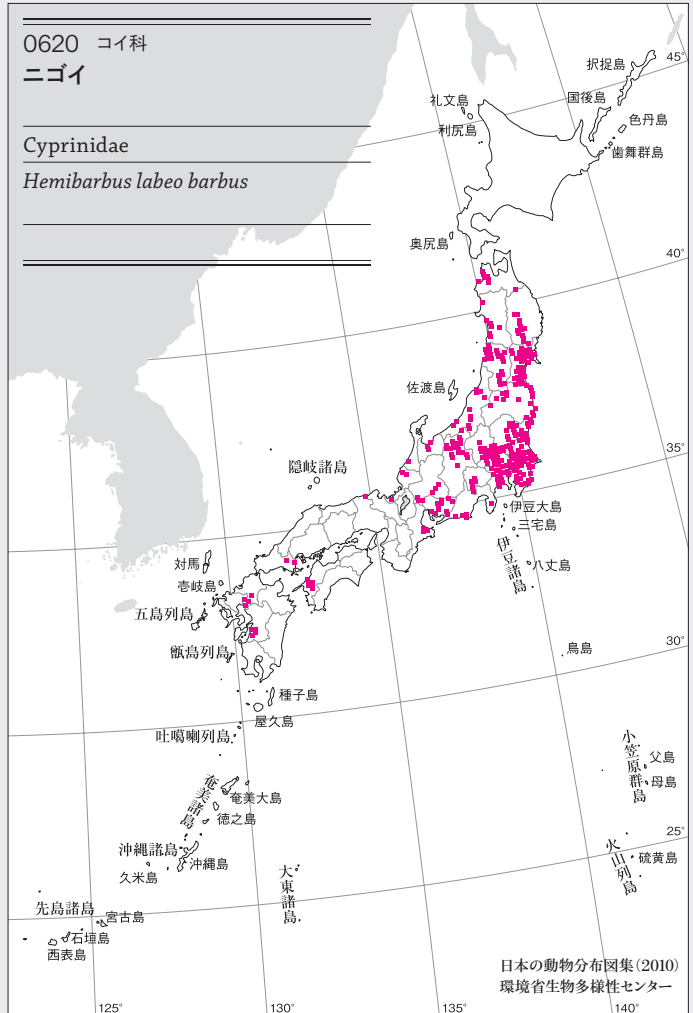 0620 コイ科
ニゴイ
Cyprinidae
Hemibarbus labeo barbus
45°
択捉島
国後島
礼文島
色丹島
利尻島
歯舞群島
奥尻島
40°
佐渡島
35°
隠岐諸島
伊豆大島
三宅島
伊豆諸島
八丈島
対馬
壱岐島
五島列島
甑島列島
30°
鳥島
種子島
屋久島
吐噶喇列島
小笠原群島
父島
母島
奄美諸島
奄美大島
徳之島
25°
沖縄諸島
沖縄島
久米島
大東諸島
火山列島
硫黄島
先島諸島
宮古島
石垣島
西表島
日本の動物分布図集(2010)
環境省生物多様性センター
125°
130°
135°
140°